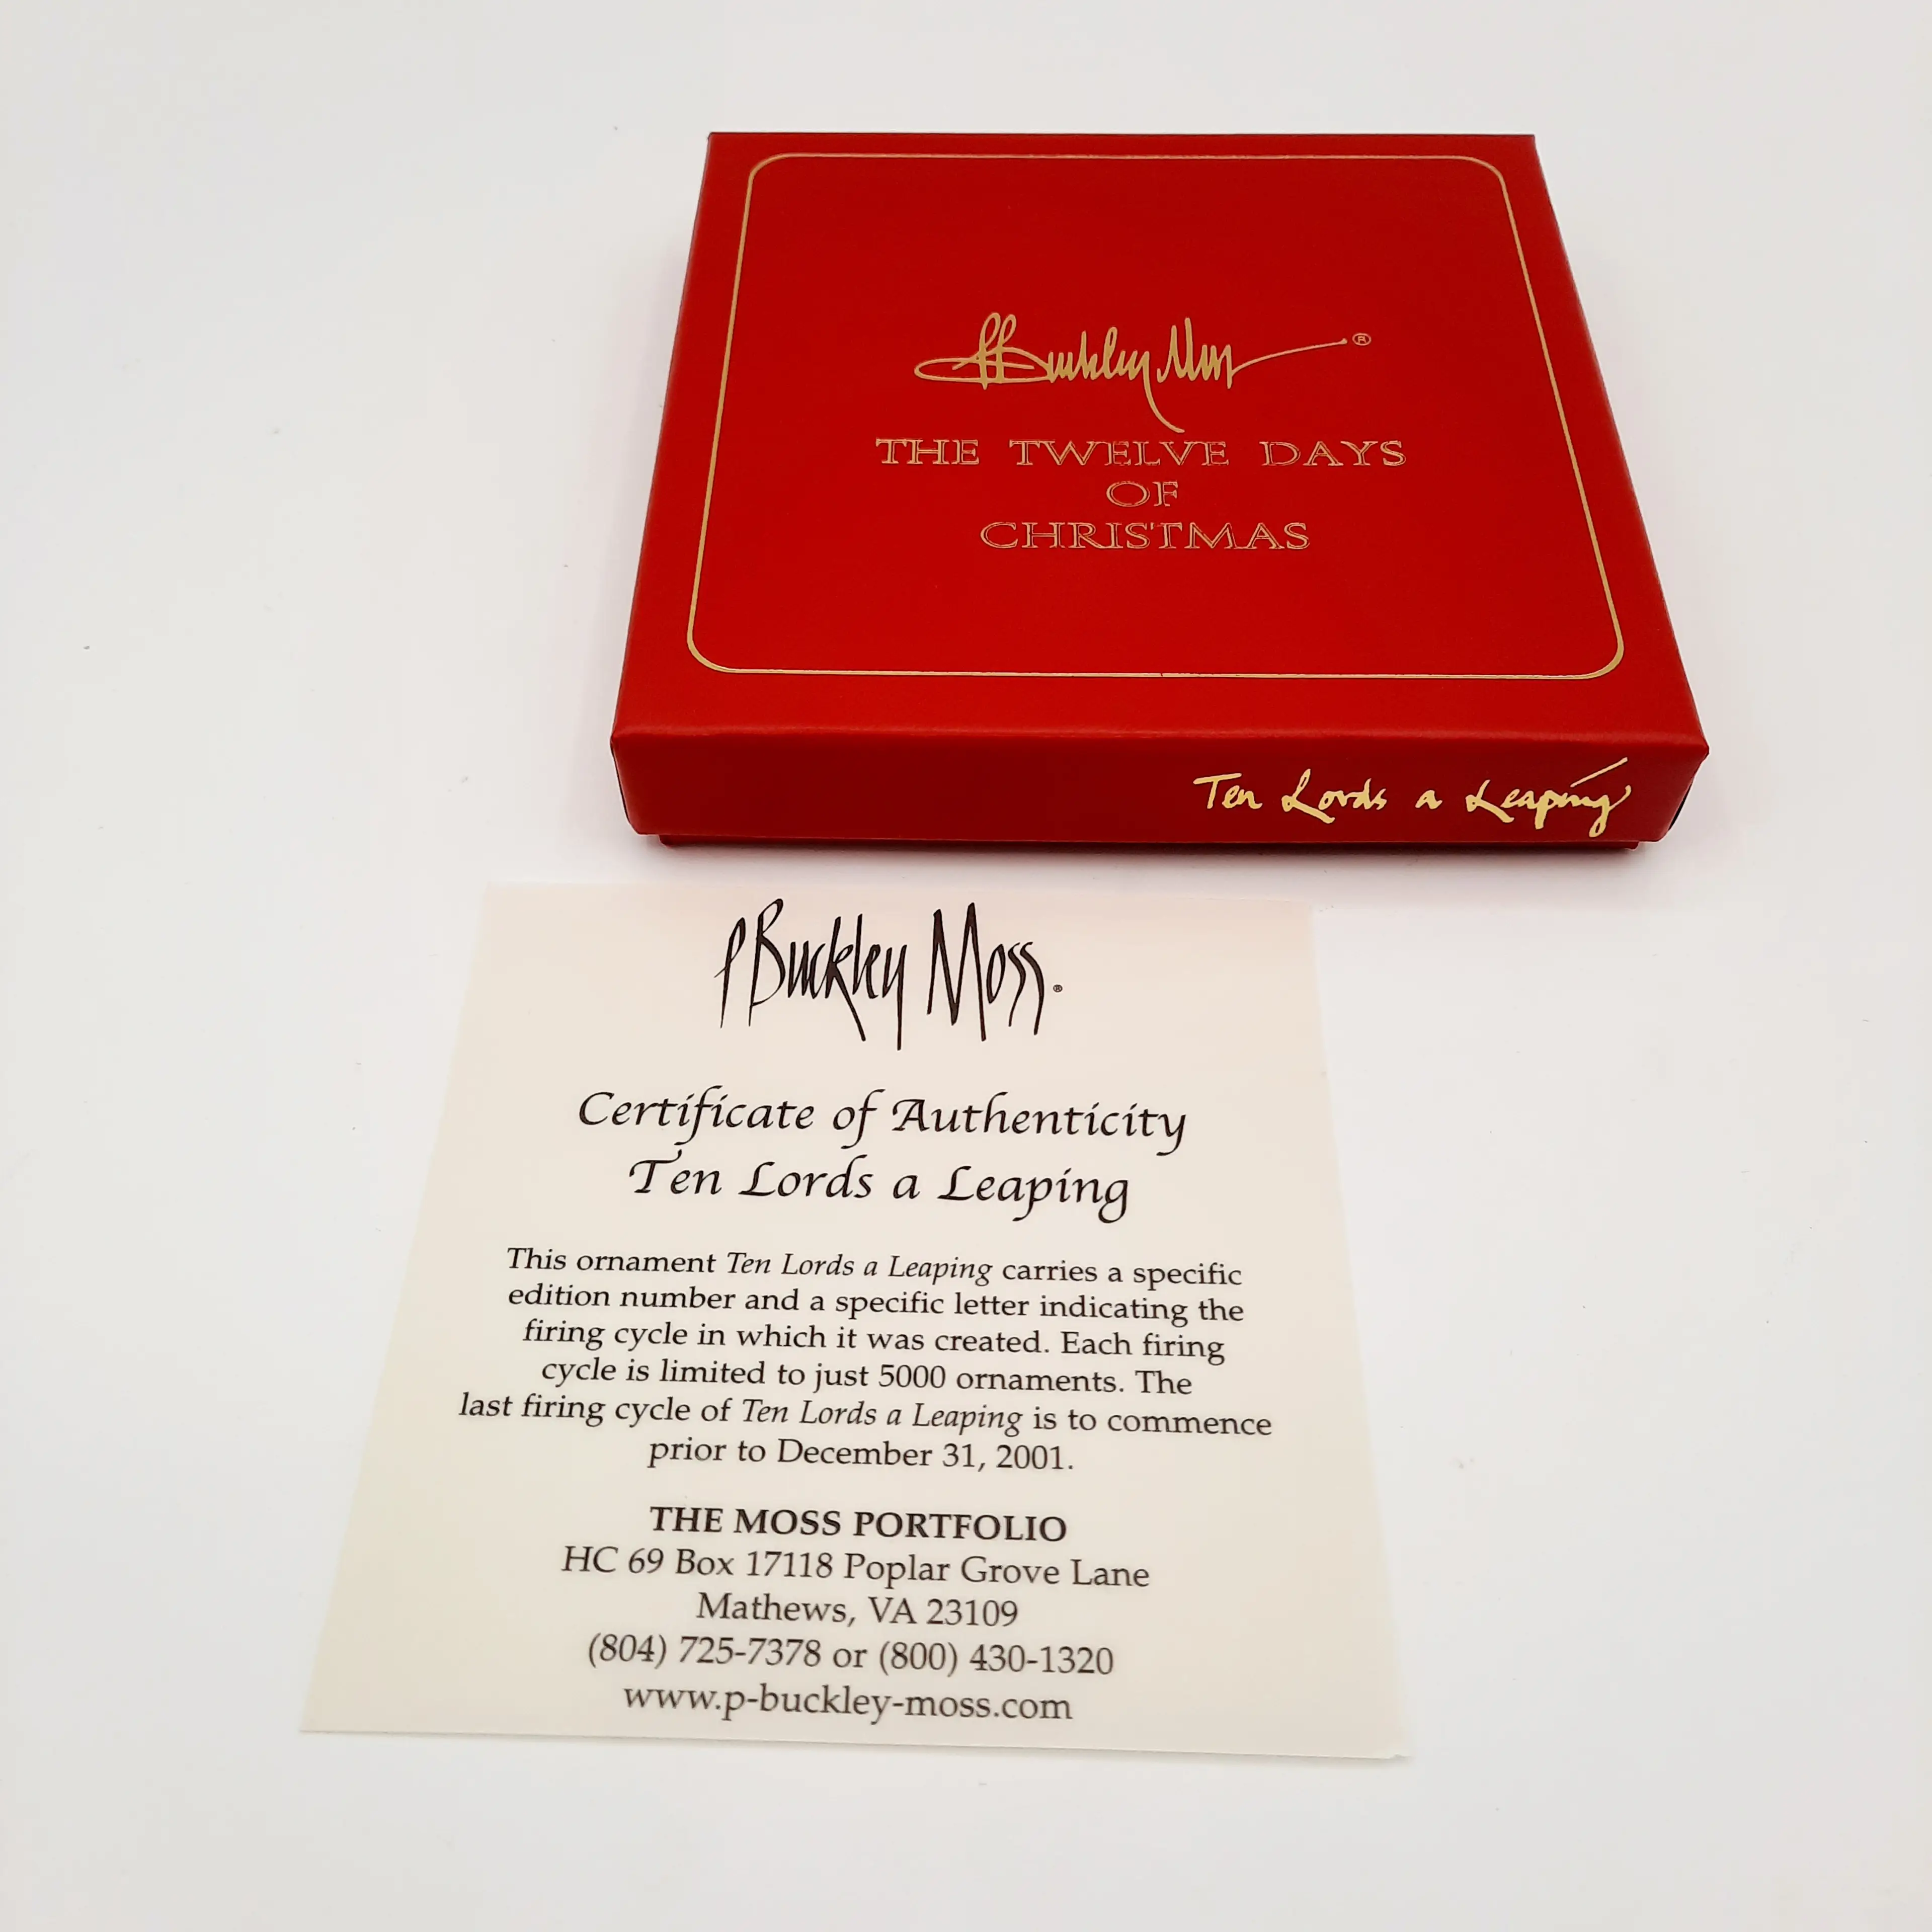 P Buckley Moss ®
THE TWELVE DAYS
OF
CHRISTMAS
Ten Lords a Leaping
P Buckley Moss ®
Certificate of Authenticity
Ten Lords a Leaping
This ornament Ten Lords a Leaping carries a specific
edition number and a specific letter indicating the
firing cycle in which it was created. Each firing
cycle is limited to just 5000 ornaments. The
last firing cycle of Ten Lords a Leaping is to commence
prior to December 31, 2001.
THE MOSS PORTFOLIO
HC 69 Box 17118 Poplar Grove Lane
Mathews, VA 23109
(804) 725-7378 or (800) 430-1320
www.p-buckley-moss.com